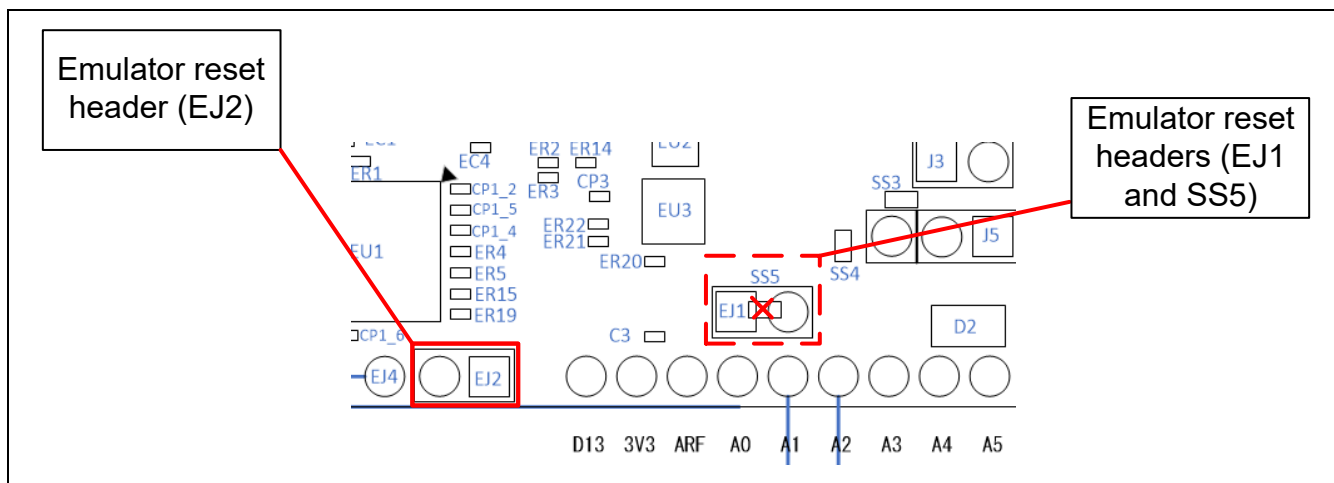 Emulator reset
header (EJ2)
Emulator reset
headers (EJ1
and SS5)
EC4
ER2 ER14
J3
ER1
CP1_2
ER3
CP3
SS3
CP1_5
EU3
CP1_4
ER22
ER21
J5
EU1
ER4
ER20
SS4
ER5
SS5
ER15
EJ1
ER19
D2
CP1_6
C3
EJ4
EJ2
D13 3V3 ARF A0 A1 A2 A3 A4 A5